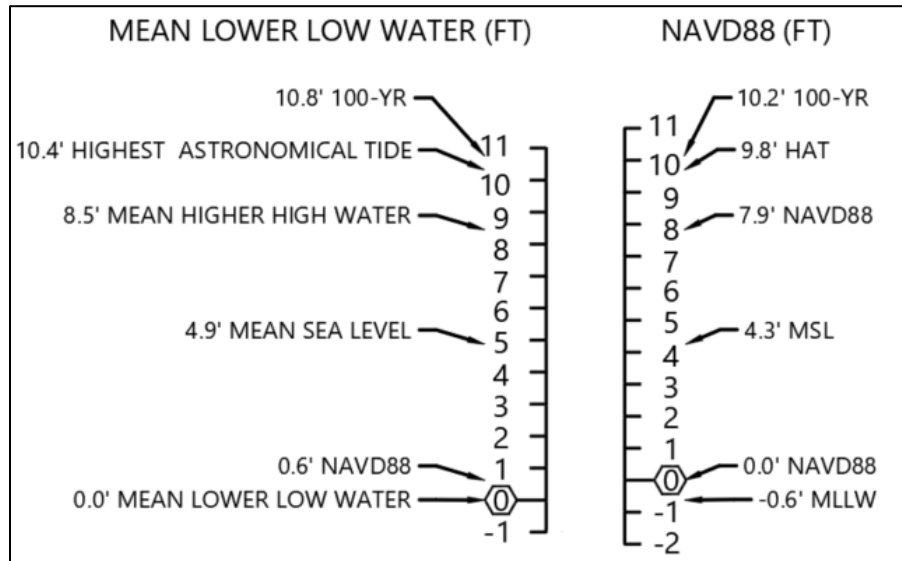 MEAN LOWER LOW WATER (FT)
10.8' 100-YR
10.4' HIGHEST ASTRONOMICAL TIDE
8.5' MEAN HIGHER HIGH WATER
4.9' MEAN SEA LEVEL
0.6' NAVD88
0.0' MEAN LOWER LOW WATER
11
10
9
8
7
6
5
4
3
2
1
0
-1
NAVD88 (FT)
11
10
9
8
7
6
5
4
3
2
1
0
-1
-2
10.2' 100-YR
9.8' HAT
7.9' NAVD88
4.3' MSL
0.0' NAVD88
-0.6' MLLW